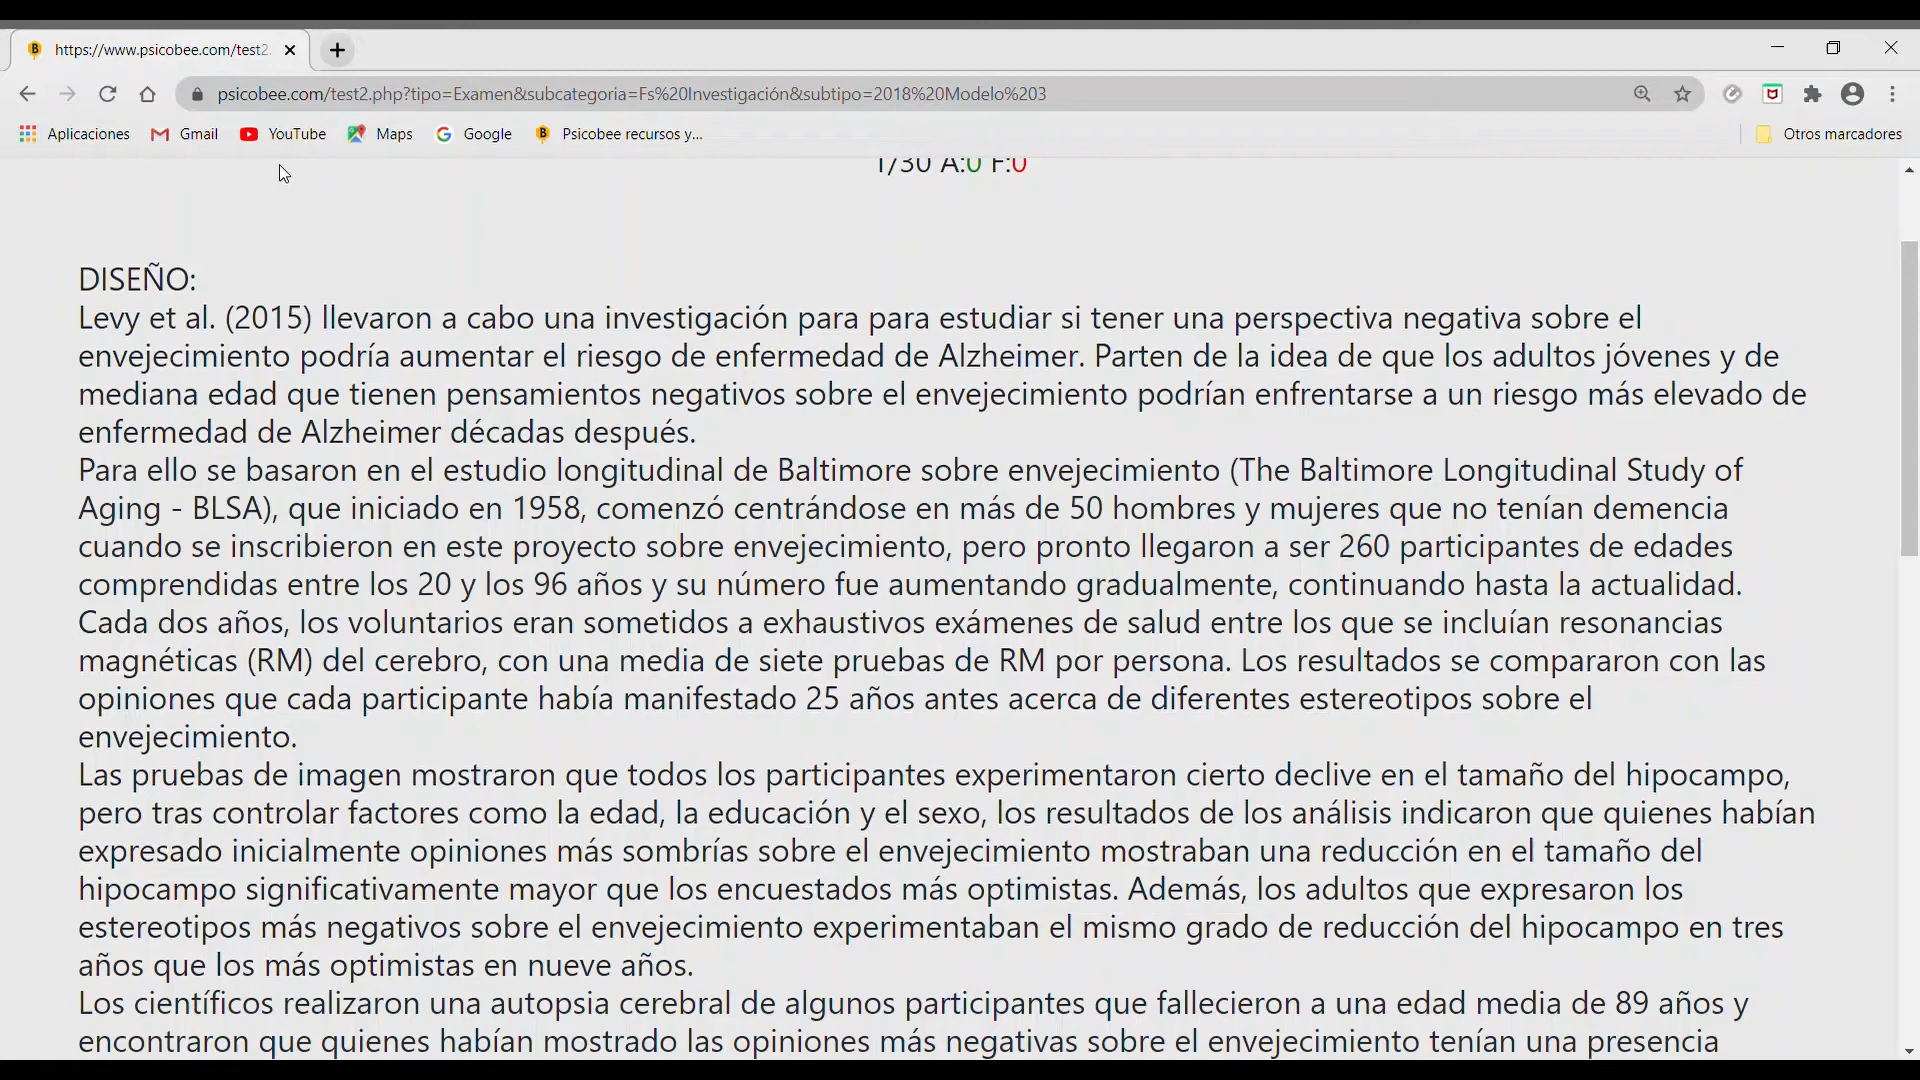 https://www.psicobee.com/test2.
psicobee.com/test2.php?tipo=Examen&subcategoria=Fs%20Investigación&subtipo=2018%20Modelo%203
Aplicaciones Gmail YouTube Maps Google Psicobee recursos y... Otros marcadores
1/30 A:0 F:0
DISEÑO:
Levy et al. (2015) llevaron a cabo una investigación para para estudiar si tener una perspectiva negativa sobre el
envejecimiento podría aumentar el riesgo de enfermedad de Alzheimer. Parten de la idea de que los adultos jóvenes y de
mediana edad que tienen pensamientos negativos sobre el envejecimiento podrían enfrentarse a un riesgo más elevado de
enfermedad de Alzheimer décadas después.
Para ello se basaron en el estudio longitudinal de Baltimore sobre envejecimiento (The Baltimore Longitudinal Study of
Aging - BLSA), que iniciado en 1958, comenzó centrándose en más de 50 hombres y mujeres que no tenían demencia
cuando se inscribieron en este proyecto sobre envejecimiento, pero pronto llegaron a ser 260 participantes de edades
comprendidas entre los 20 y los 96 años y su número fue aumentando gradualmente, continuando hasta la actualidad.
Cada dos años, los voluntarios eran sometidos a exhaustivos exámenes de salud entre los que se incluían resonancias
magnéticas (RM) del cerebro, con una media de siete pruebas de RM por persona. Los resultados se compararon con las
opiniones que cada participante había manifestado 25 años antes acerca de diferentes estereotipos sobre el
envejecimiento.
Las pruebas de imagen mostraron que todos los participantes experimentaron cierto declive en el tamaño del hipocampo,
pero tras controlar factores como la edad, la educación y el sexo, los resultados de los análisis indicaron que quienes habían
expresado inicialmente opiniones más sombrías sobre el envejecimiento mostraban una reducción en el tamaño del
hipocampo significativamente mayor que los encuestados más optimistas. Además, los adultos que expresaron los
estereotipos más negativos sobre el envejecimiento experimentaban el mismo grado de reducción del hipocampo en tres
años que los más optimistas en nueve años.
Los científicos realizaron una autopsia cerebral de algunos participantes que fallecieron a una edad media de 89 años y
encontraron que quienes habían mostrado las opiniones más negativas sobre el envejecimiento tenían una presencia